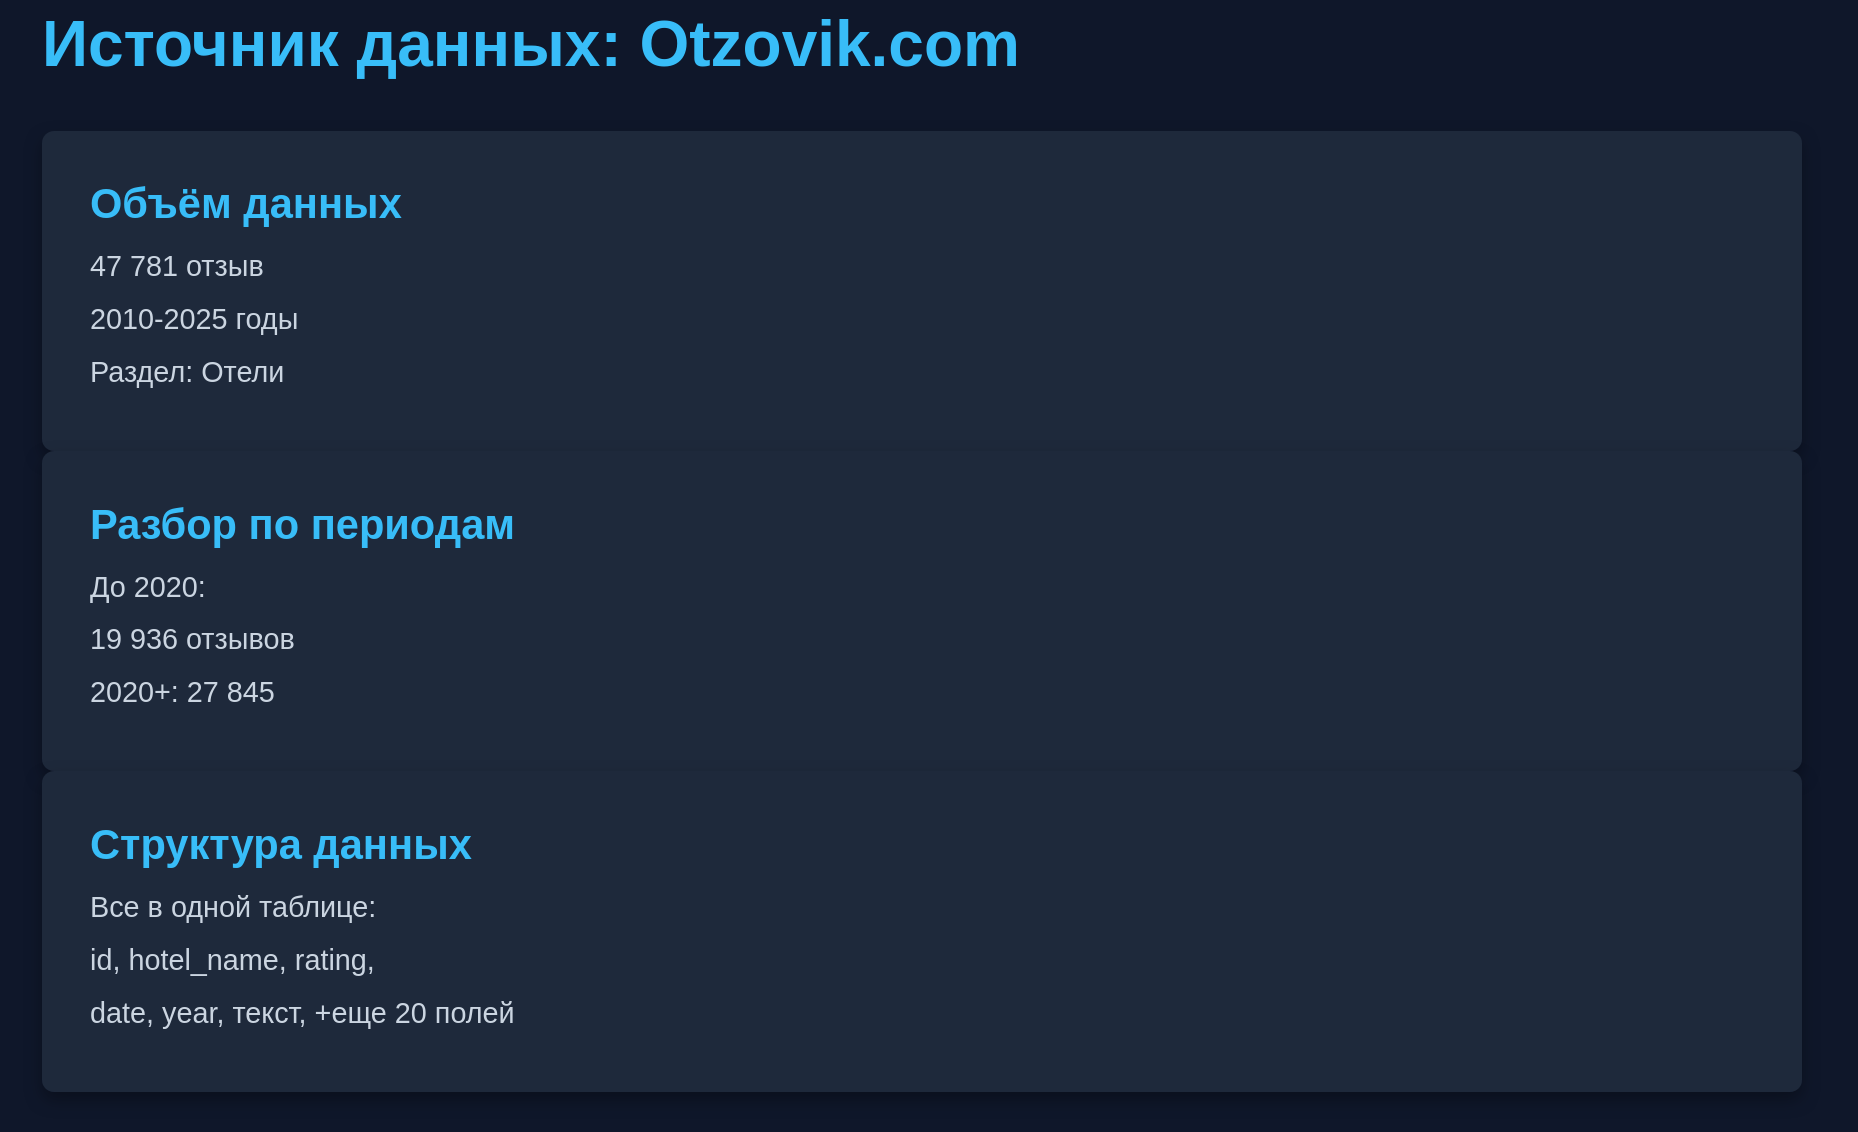 Источник данных: Otzovik.com
Объём данных
47 781 отзыв
2010-2025 годы
Раздел: Отели
Разбор по периодам
До 2020:
19 936 отзывов
2020+: 27 845
Структура данных
Все в одной таблице:
id, hotel_name, rating,
date, year, текст, +еще 20 полей